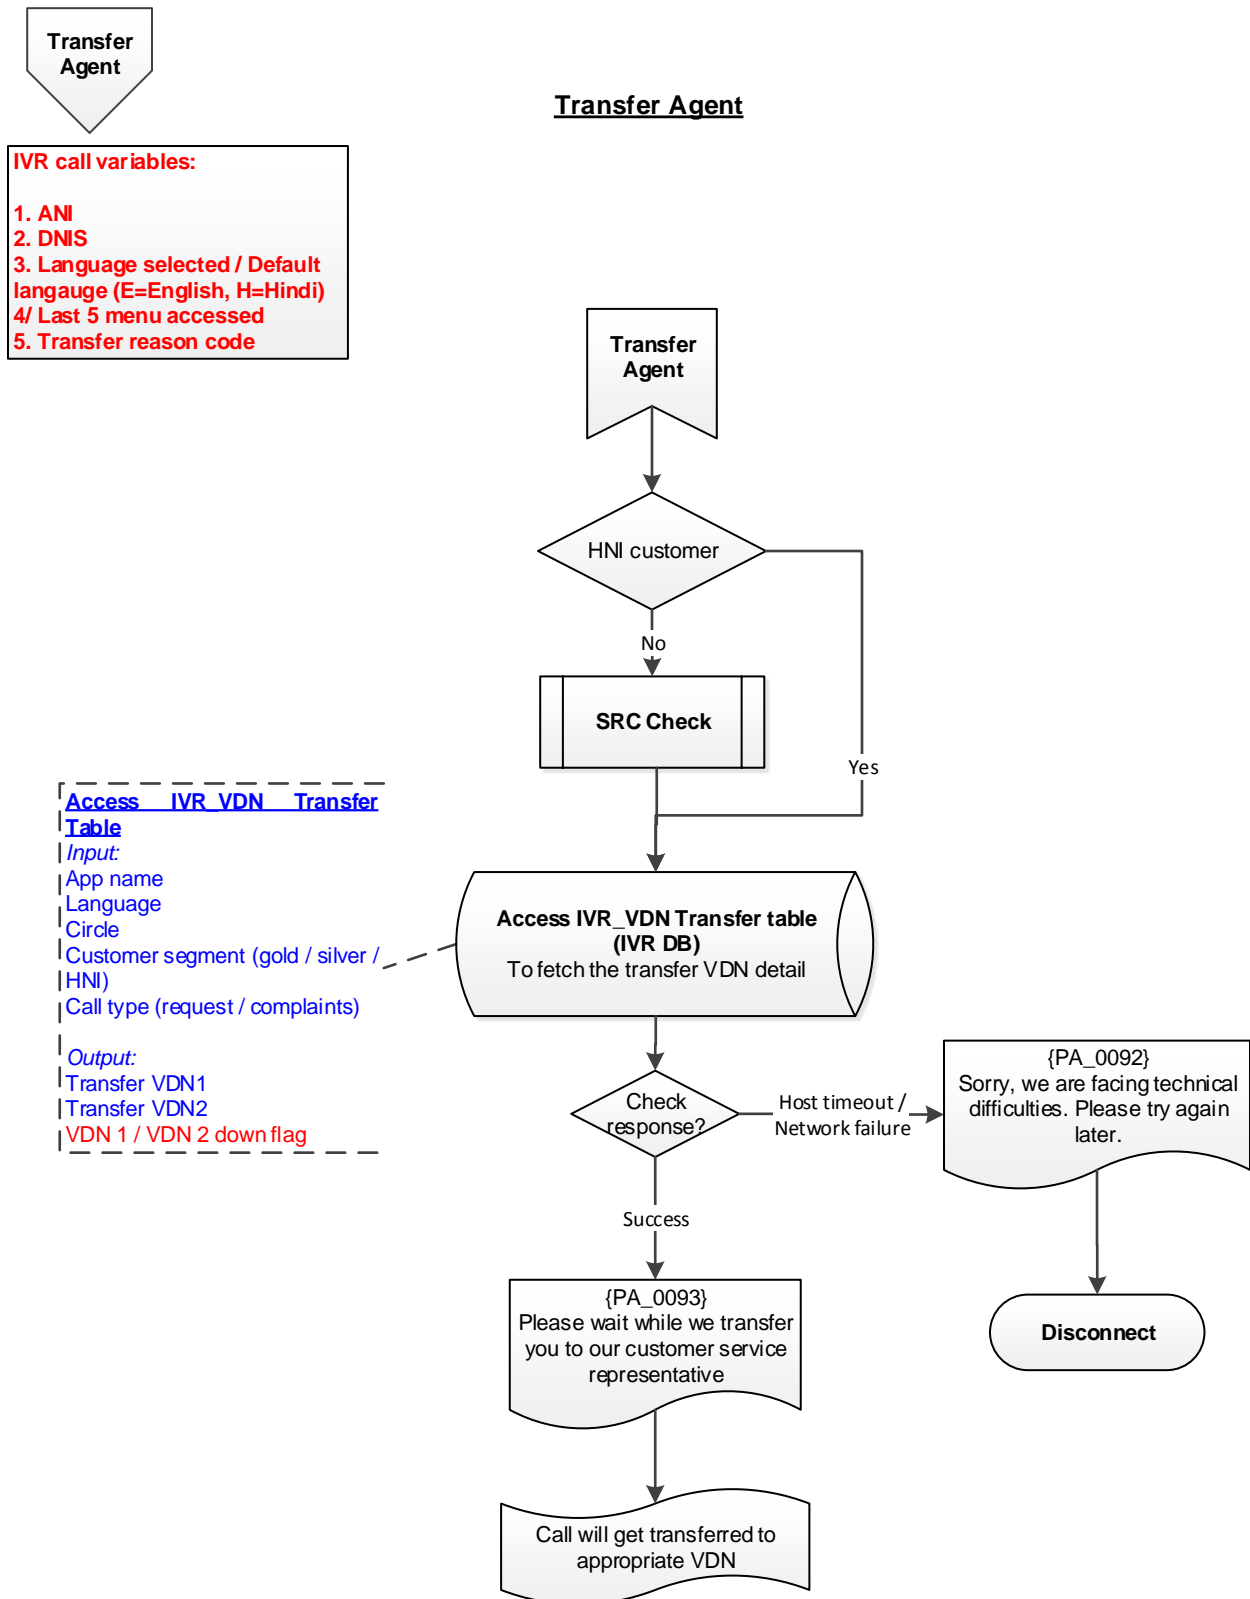 Transfer
Agent
Transfer Agent
IVR call variables:
1. ANI
2. DNIS
3. Language selected / Default
langauge (E=English, H=Hindi)
4/ Last 5 menu accessed
5. Transfer reason code
Transfer
Agent
HNI customer
No
SRC Check
Yes
Access IVR_VDN Transfer
Table
Input:
App name
Language
Circle
Customer segment (gold / silver /
HNI)
Call type (request / complaints)
Output:
Transfer VDN1
Transfer VDN2
VDN 1 / VDN 2 down flag
Access IVR_VDN Transfer table
(IVR DB)
To fetch the transfer VDN detail
Check
response?
Host timeout /
Network failure
{PA_0092}
Sorry, we are facing technical
difficulties. Please try again
later.
Success
{PA_0093}
Please wait while we transfer
you to our customer service
representative
Disconnect
Call will get transferred to
appropriate VDN